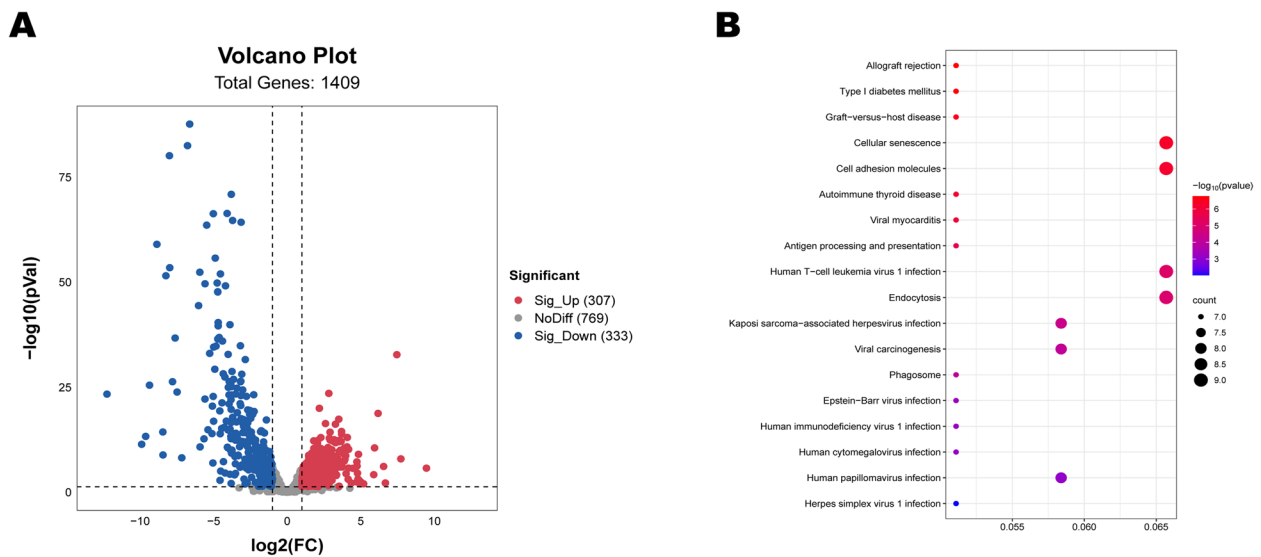 A
Volcano Plot
Total Genes: 1409
−log10(pVal)
75
50
25
0
−10
−5
0
5
10
log2(FC)
Significant
Sig_Up (307)
NoDiff (769)
Sig_Down (333)
B
Allograft rejection
Type I diabetes mellitus
Graft−versus−host disease
Cellular senescence
Cell adhesion molecules
Autoimmune thyroid disease
Viral myocarditis
Antigen processing and presentation
Human T−cell leukemia virus 1 infection
Endocytosis
Kaposi sarcoma−associated herpesvirus infection
Viral carcinogenesis
Phagosome
Epstein−Barr virus infection
Human immunodeficiency virus 1 infection
Human cytomegalovirus infection
Human papillomavirus infection
Herpes simplex virus 1 infection
0.055
0.060
0.065
−log₁₀(pvalue)
6
5
4
3
count
7.0
7.5
8.0
8.5
9.0